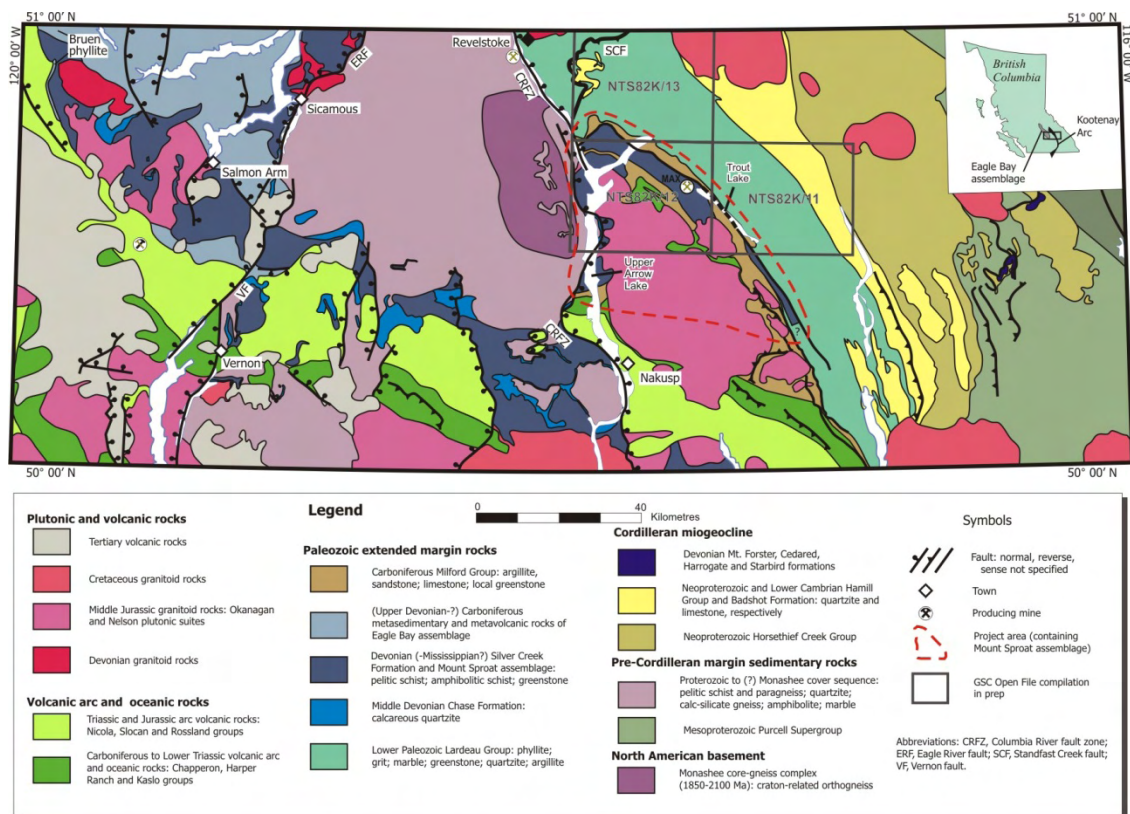 51° 00′ N
51° 00′ N
120° 00′ W
116° 00′ W
Bruen
phyllite
ERF
Revelstoke
CRFZ
SCF
NTS82K/13
British
Columbia
Kootenay
Arc
Eagle Bay
assemblage
Sicamous
Salmon Arm
MAX
Trout
Lake
NTS82K/12
NTS82K/11
VF
Upper
Arrow
Lake
?
CRFZ
Vernon
Nakusp
50° 00′ N
50° 00′ N
Legend
0
40
Kilometres
Plutonic and volcanic rocks
Tertiary volcanic rocks
Cretaceous granitoid rocks
Middle Jurassic granitoid rocks: Okanagan
and Nelson plutonic suites
Devonian granitoid rocks
Volcanic arc and oceanic rocks
Triassic and Jurassic arc volcanic rocks:
Nicola, Slocan and Rossland groups
Carboniferous to Lower Triassic volcanic arc
and oceanic rocks: Chapperon, Harper
Ranch and Kaslo groups
Paleozoic extended margin rocks
Carboniferous Milford Group: argillite,
sandstone; limestone; local greenstone
(Upper Devonian-?) Carboniferous
metasedimentary and metavolcanic rocks of
Eagle Bay assemblage
Devonian (-Mississippian?) Silver Creek
Formation and Mount Sproat assemblage:
pelitic schist; amphibolitic schist; greenstone
Middle Devonian Chase Formation:
calcareous quartzite
Lower Paleozoic Lardeau Group: phyllite;
grit; marble; greenstone; quartzite; argillite
Cordilleran miogeocline
Devonian Mt. Forster, Cedared,
Harrogate and Starbird formations
Neoproterozoic and Lower Cambrian Hamill
Group and Badshot Formation: quartzite and
limestone, respectively
Neoproterozoic Horsethief Creek Group
Pre-Cordilleran margin sedimentary rocks
Proterozoic to (?) Monashee cover sequence:
pelitic schist and paragneiss; quartzite;
calc-silicate gneiss; amphibolite; marble
Mesoproterozoic Purcell Supergroup
North American basement
Monashee core-gneiss complex
(1850-2100 Ma): craton-related orthogneiss
Symbols
Fault: normal, reverse,
sense not specified
Town
Producing mine
Project area (containing
Mount Sproat assemblage)
GSC Open File compilation
in prep
Abbreviations: CRFZ, Columbia River fault zone;
ERF, Eagle River fault; SCF, Standfast Creek fault;
VF, Vernon fault.